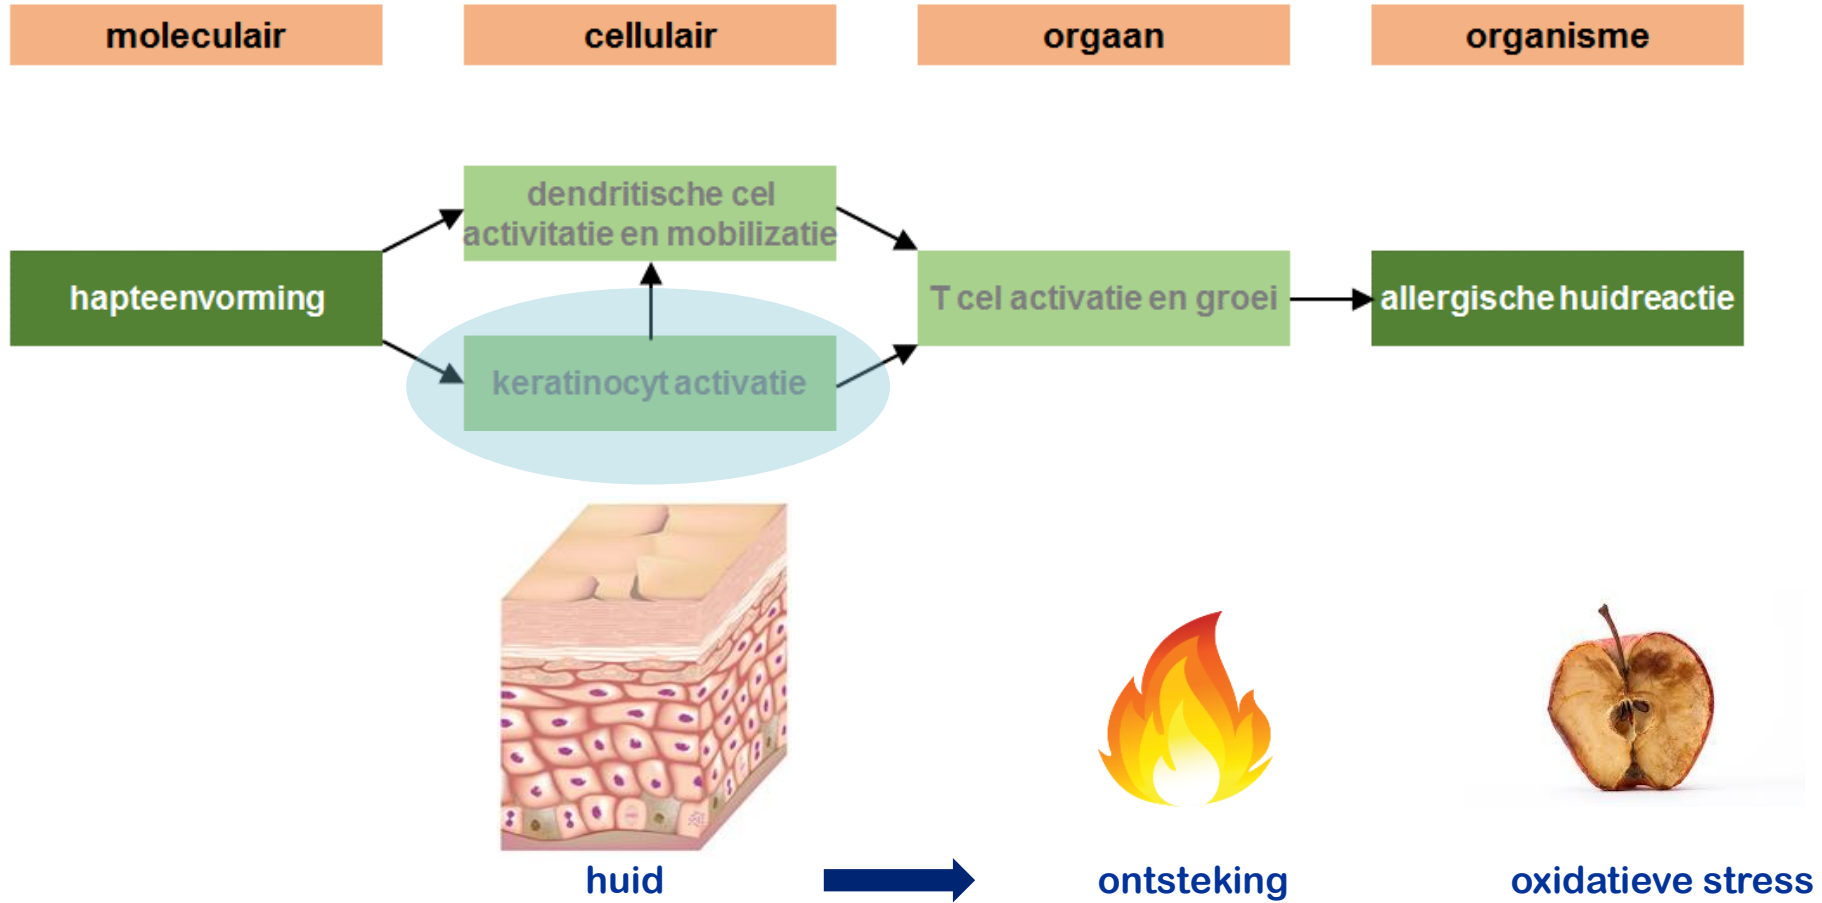 moleculair
cellulair
orgaan
organisme
dendritische cel
activitatie en mobilizatie
hapteenvorming
T cel activatie en groei
allergische huidreactie
keratinocyt activatie
huid
ontsteking
oxidatieve stress